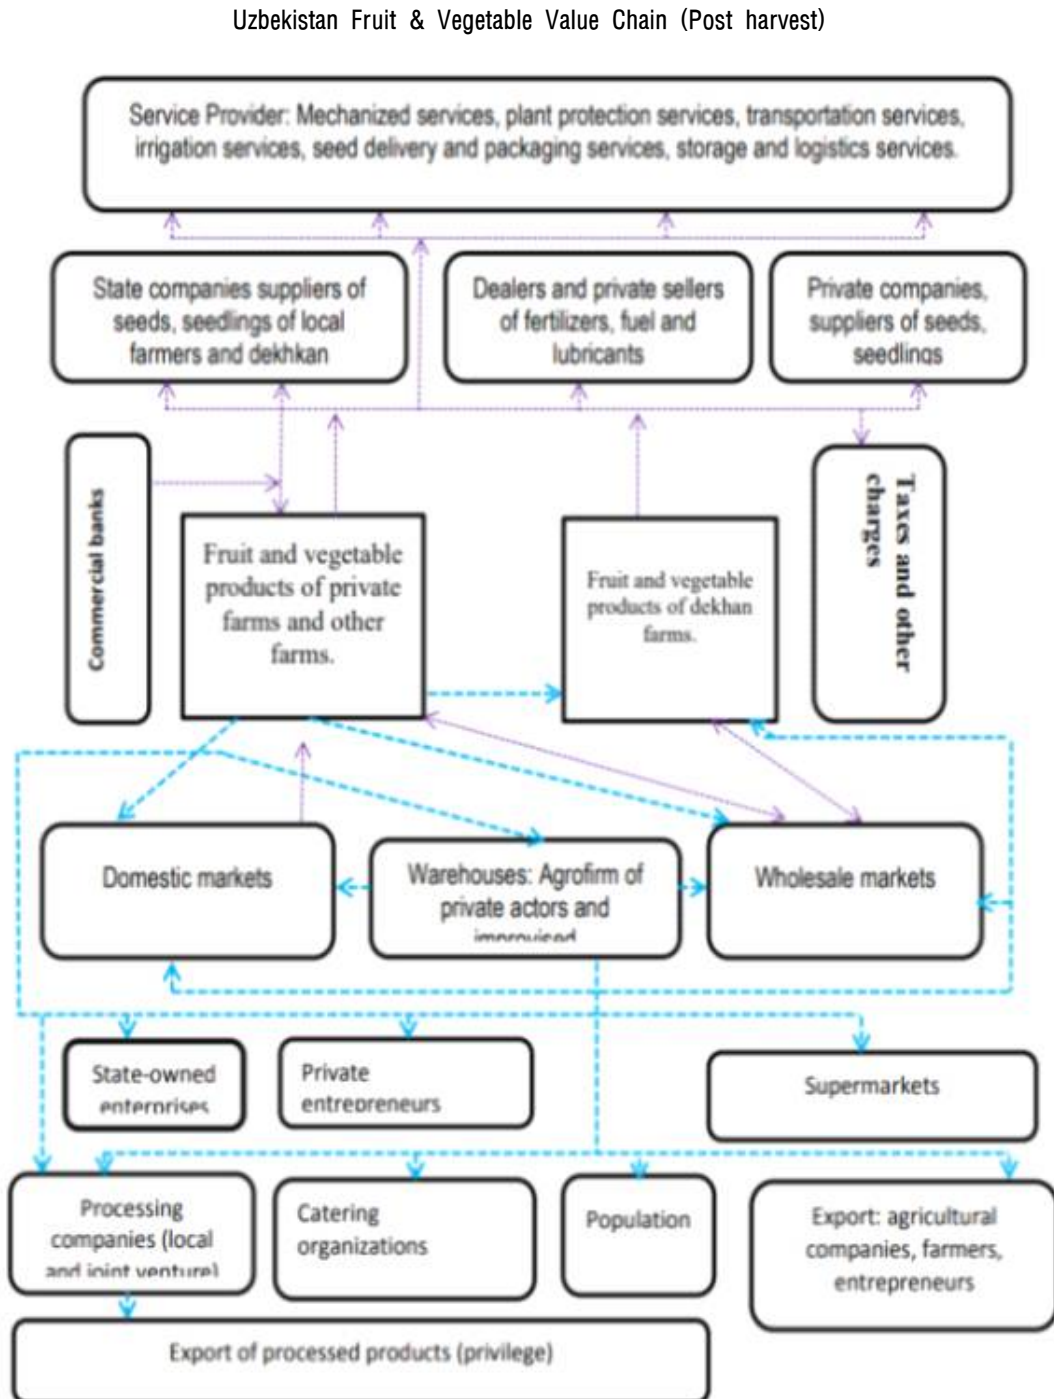 Uzbekistan Fruit & Vegetable Value Chain (Post harvest)
Service Provider: Mechanized services, plant protection services, transportation services,
irrigation services, seed delivery and packaging services, storage and logistics services.
State companies suppliers of
seeds, seedlings of local
farmers and dekhkan
Dealers and private sellers
of fertilizers, fuel and
lubricants
Private companies,
suppliers of seeds,
seedlings
Commercial banks
Fruit and vegetable
products of private
farms and other
farms.
Fruit and vegetable
products of dekhan
farms.
Taxes and other
charges
Domestic markets
Warehouses: Agrofirm of
private actors and
improvised
Wholesale markets
State-owned
enterprises
Private
entrepreneurs
Supermarkets
Processing
companies (local
and joint venture)
Catering
organizations
Population
Export: agricultural
companies, farmers,
entrepreneurs
Export of processed products (privilege)